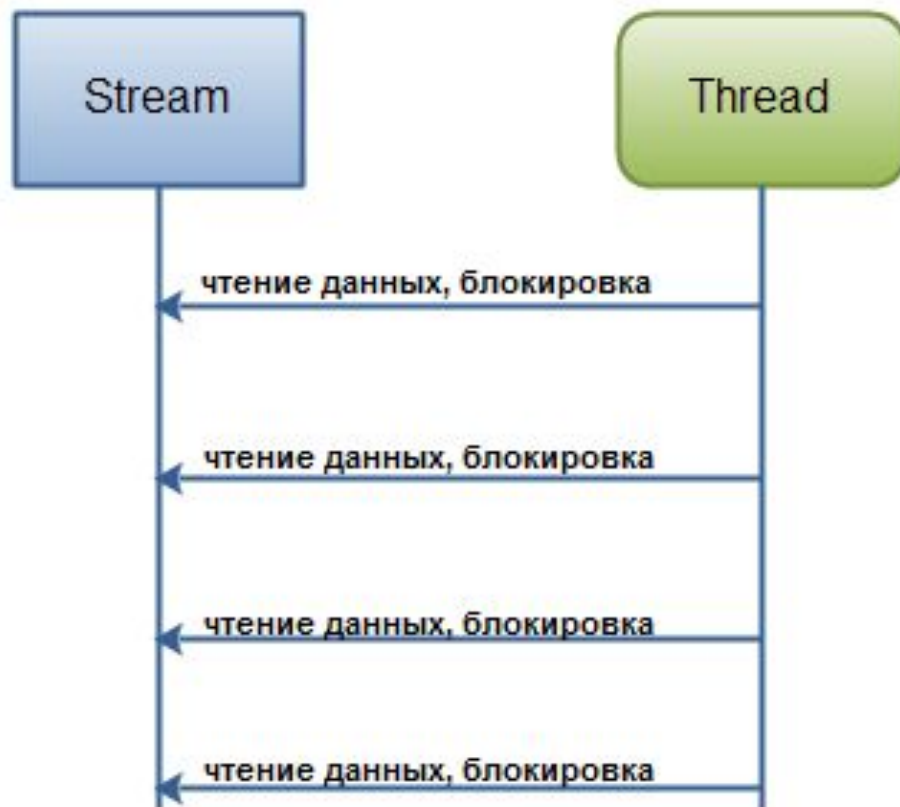 Stream
Thread
чтение данных, блокировка
чтение данных, блокировка
чтение данных, блокировка
чтение данных, блокировка